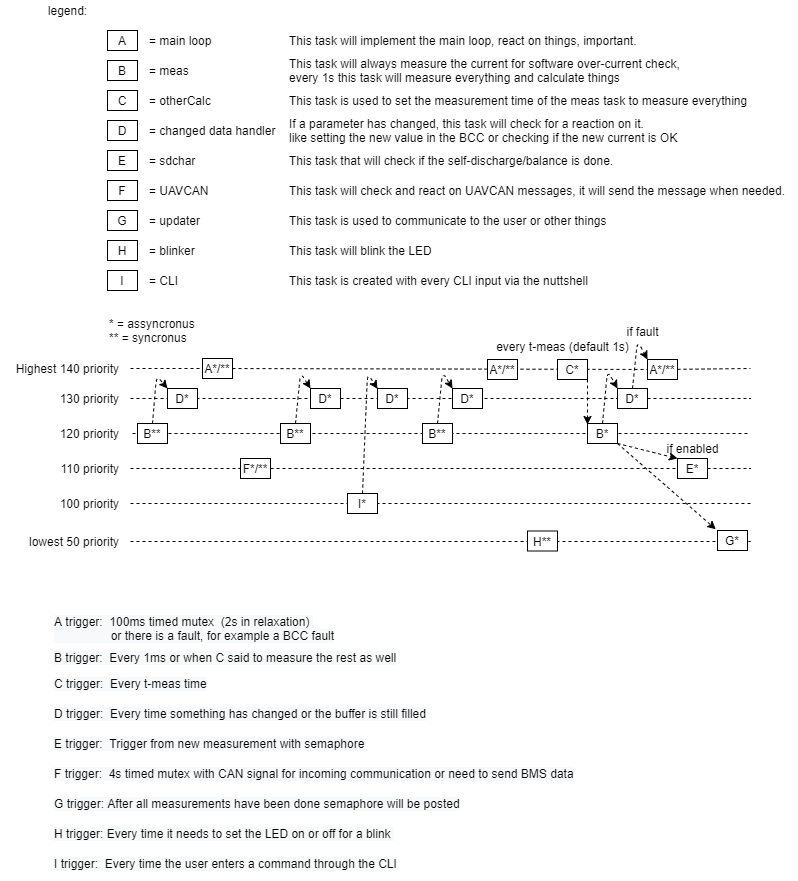 legend:
A = main loop This task will implement the main loop, react on things, important.
B = meas This task will always measure the current for software over-current check,
every 1s this task will measure everything and calculate things
C = otherCalc This task is used to set the measurement time of the meas task to measure everything
D = changed data handler If a parameter has changed, this task will check for a reaction on it.
like setting the new value in the BCC or checking if the new current is OK
E = sdchar This task that will check if the self-discharge/balance is done.
F = UAVCAN This task will check and react on UAVCAN messages, it will send the message when needed.
G = updater This task is used to communicate to the user or other things
H = blinker This task will blink the LED
I = CLI This task is created with every CLI input via the nuttshell
* = assyncronus
** = syncronus
if fault
every t-meas (default 1s)
Highest 140 priority A*/** A*/** C* A*/**
130 priority D* D* D* D* D*
120 priority B** B** B** B*
if enabled
110 priority F*/** E*
100 priority I*
lowest 50 priority H** G*
A trigger: 100ms timed mutex (2s in relaxation)
or there is a fault, for example a BCC fault
B trigger: Every 1ms or when C said to measure the rest as well
C trigger: Every t-meas time
D trigger: Every time something has changed or the buffer is still filled
E trigger: Trigger from new measurement with semaphore
F trigger: 4s timed mutex with CAN signal for incoming communication or need to send BMS data
G trigger: After all measurements have been done semaphore will be posted
H trigger: Every time it needs to set the LED on or off for a blink
I trigger: Every time the user enters a command through the CLI